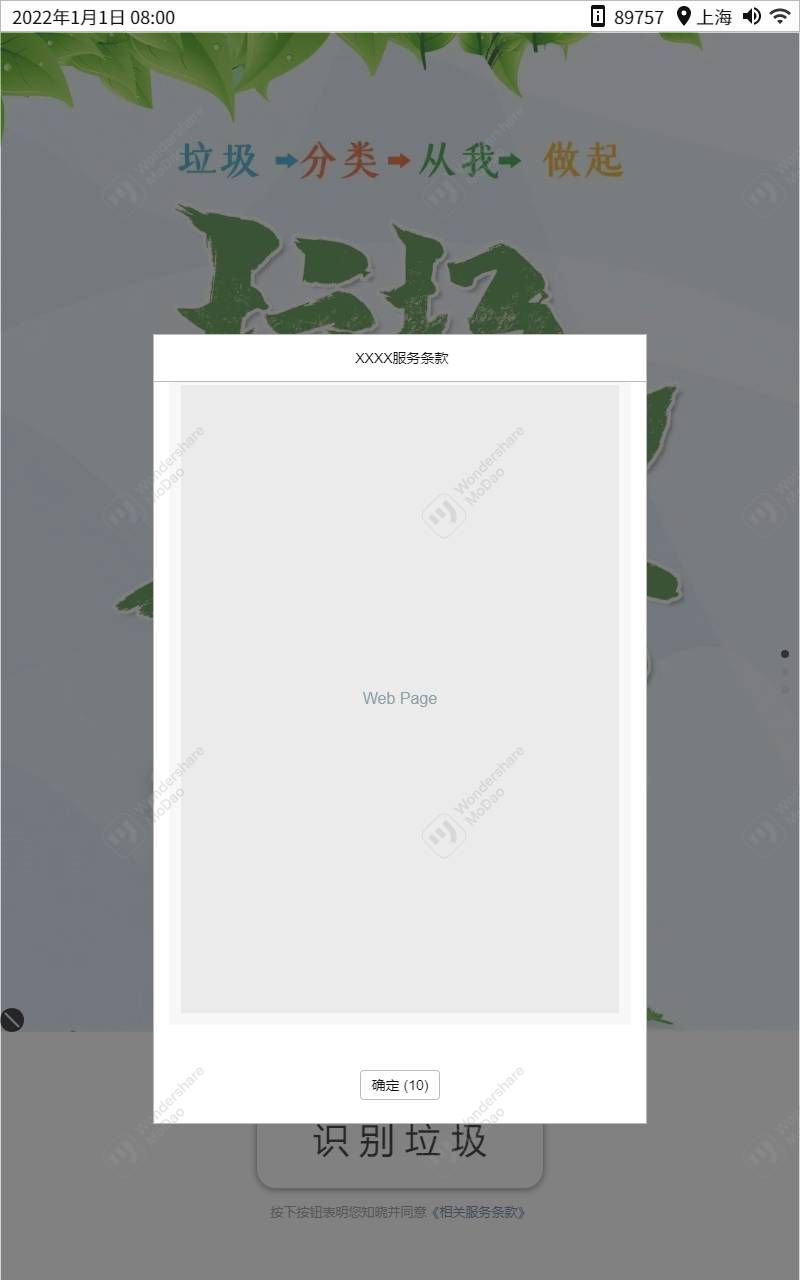 2022年1月1日 08:00 89757 上海
垃圾 分类 从我 做起
垃圾
XXXX服务条款
Wondershare
MoDao
Web Page
确定 (10)
识别垃圾
按下按钮表明您知晓并同意《相关服务条款》